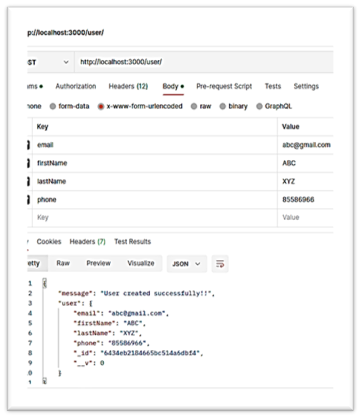 p://localhost:3000/user/
ST http://localhost:3000/user/
ms Authorization Headers (12) Body Pre-request Script Tests Settings
none form-data x-www-form-urlencoded raw binary GraphQL
Key Value
email abc@gmail.com
firstName ABC
lastName XYZ
phone 85586966
Key Value
Cookies Headers (7) Test Results
etty Raw Preview Visualize JSON
1 {
2 "message": "User created successfully!!",
3 "user": {
4 "email": "abc@gmail.com",
5 "firstName": "ABC",
6 "lastName": "XYZ",
7 "phone": "85586966",
8 "_id": "6434eb2184665bc514a6dbf4",
9 "__v": 0
0 }
1 }